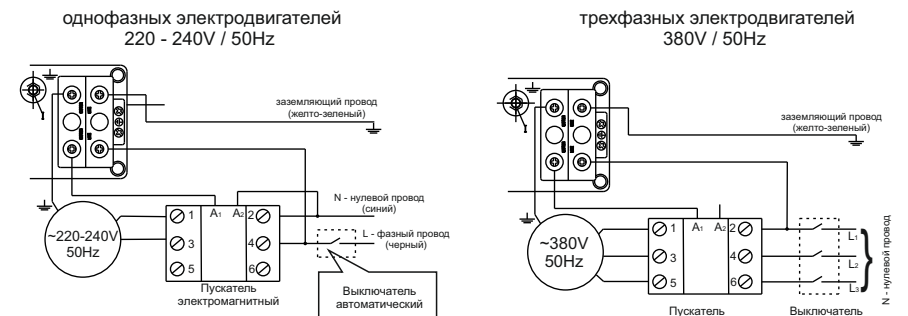 однофазных электродвигателей
220 - 240V / 50Hz
заземляющий провод
(желто-зеленый)
N - нулевой провод
(синий)
L - фазный провод
(черный)
~220-240V
50Hz
1 A1 A2 2
3 4
5 6
Пускатель
электромагнитный
Выключатель
автоматический
трехфазных электродвигателей
380V / 50Hz
заземляющий провод
(желто-зеленый)
~380V
50Hz
1 A1 A2 2
3 4
5 6
L1
L2
L3
N - нулевой провод
Пускатель
Выключатель